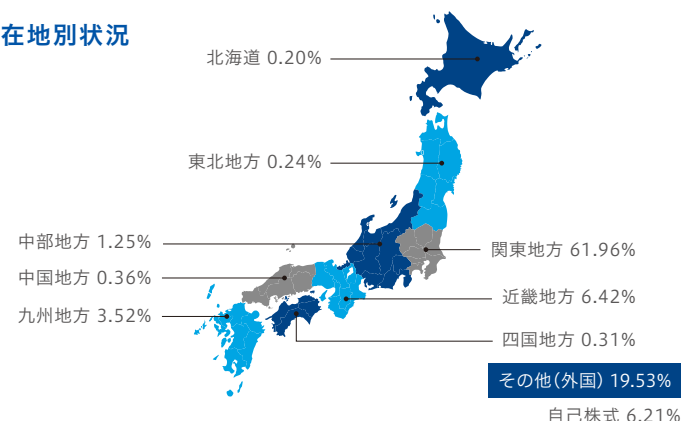 在地別状況
北海道 0.20%
東北地方 0.24%
中部地方 1.25%
中国地方 0.36%
九州地方 3.52%
関東地方 61.96%
近畿地方 6.42%
四国地方 0.31%
その他(外国) 19.53%
自己株式 6.21%